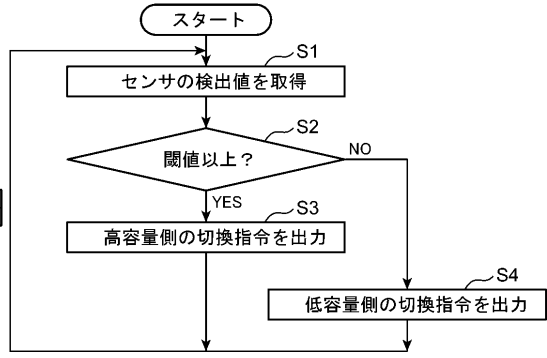 スタート
S1
センサの検出値を取得
S2
閾値以上？
NO
YES
S3
高容量側の切換指令を出力
S4
低容量側の切換指令を出力